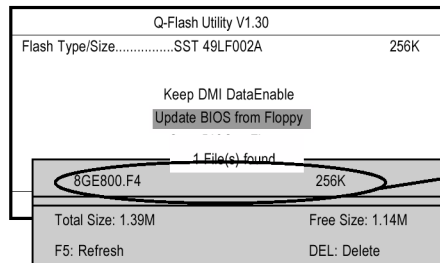 Q-Flash Utility V1.30
Flash Type/Size................SST 49LF002A 256K
Keep DMI DataEnable
Update BIOS from Floppy
1 File(s) found
8GE800.F4 256K
Total Size: 1.39M Free Size: 1.14M
F5: Refresh DEL: Delete